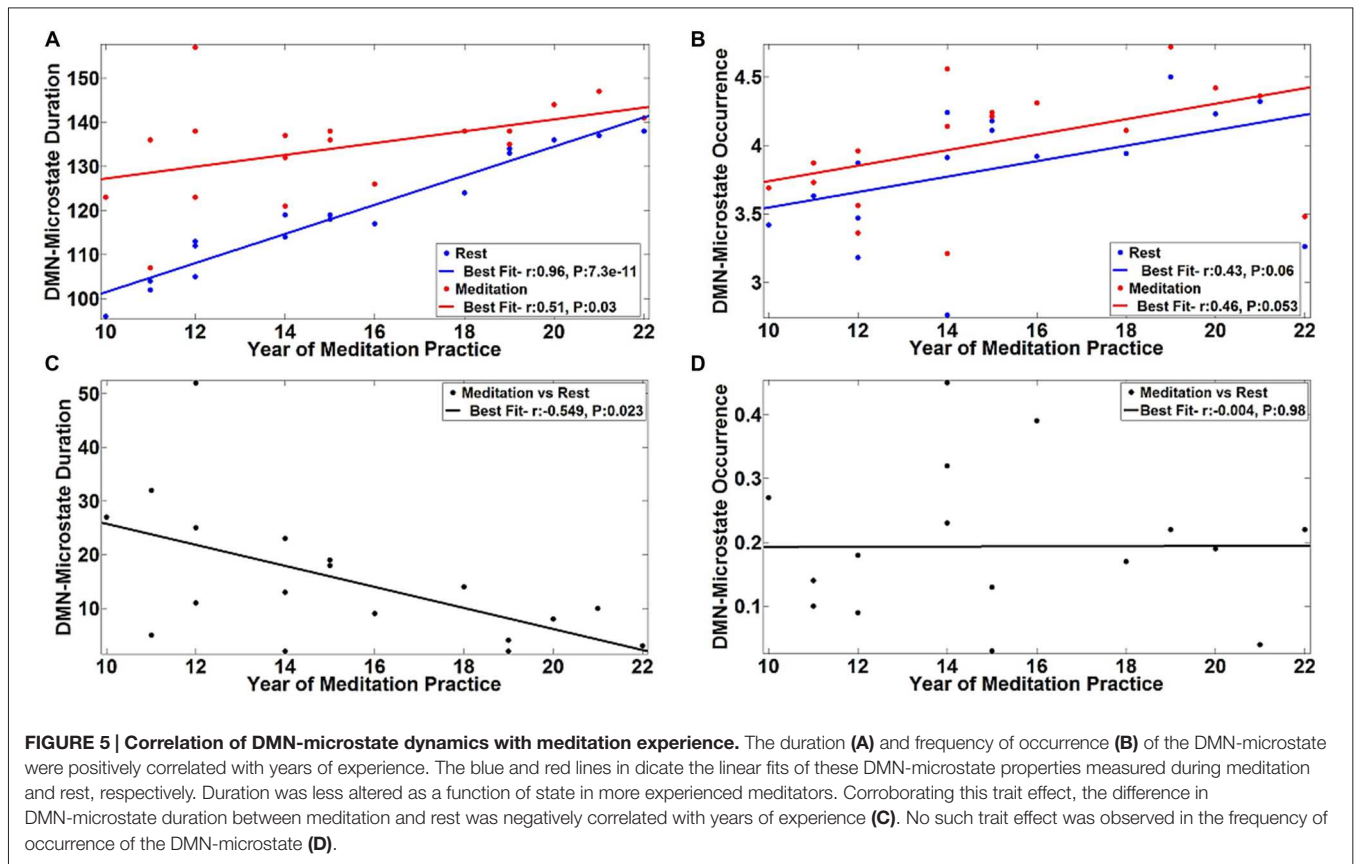 A
DMN-Microstate Duration
150
140
130
120
110
100
10 12 14 16 18 20 22
Year of Meditation Practice
Rest
Best Fit- r:0.96, P:7.3e-11
Meditation
Best Fit- r:0.51, P:0.03
B
DMN-Microstate Occurrence
4.5
4
3.5
3
10 12 14 16 18 20 22
Year of Meditation Practice
Rest
Best Fit- r:0.43, P:0.06
Meditation
Best Fit- r:0.46, P:0.053
C
DMN-Microstate Duration
50
40
30
20
10
10 12 14 16 18 20 22
Year of Meditation Practice
Meditation vs Rest
Best Fit- r:-0.549, P:0.023
D
DMN-Microstate Occurrence
0.4
0.3
0.2
0.1
10 12 14 16 18 20 22
Year of Meditation Practice
Meditation vs Rest
Best Fit- r:-0.004, P:0.98
FIGURE 5 | Correlation of DMN-microstate dynamics with meditation experience. The duration (A) and frequency of occurrence (B) of the DMN-microstate
were positively correlated with years of experience. The blue and red lines in dicate the linear fits of these DMN-microstate properties measured during meditation
and rest, respectively. Duration was less altered as a function of state in more experienced meditators. Corroborating this trait effect, the difference in
DMN-microstate duration between meditation and rest was negatively correlated with years of experience (C). No such trait effect was observed in the frequency of
occurrence of the DMN-microstate (D).